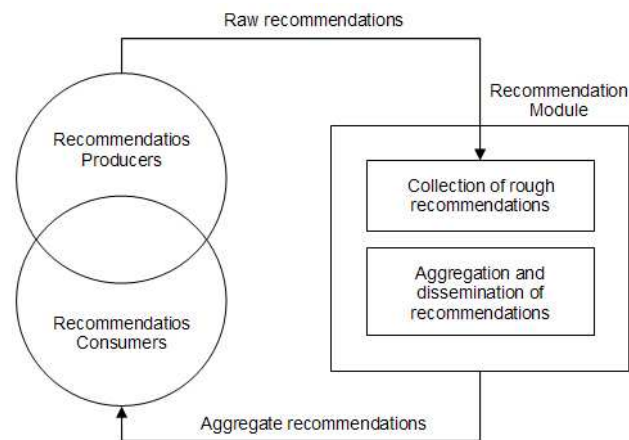 Raw recommendations
Recommendation
Module
Recommendatios
Producers
Collection of rough
recommendations
Aggregation and
dissemination of
recommendations
Recommendatios
Consumers
Aggregate recommendations